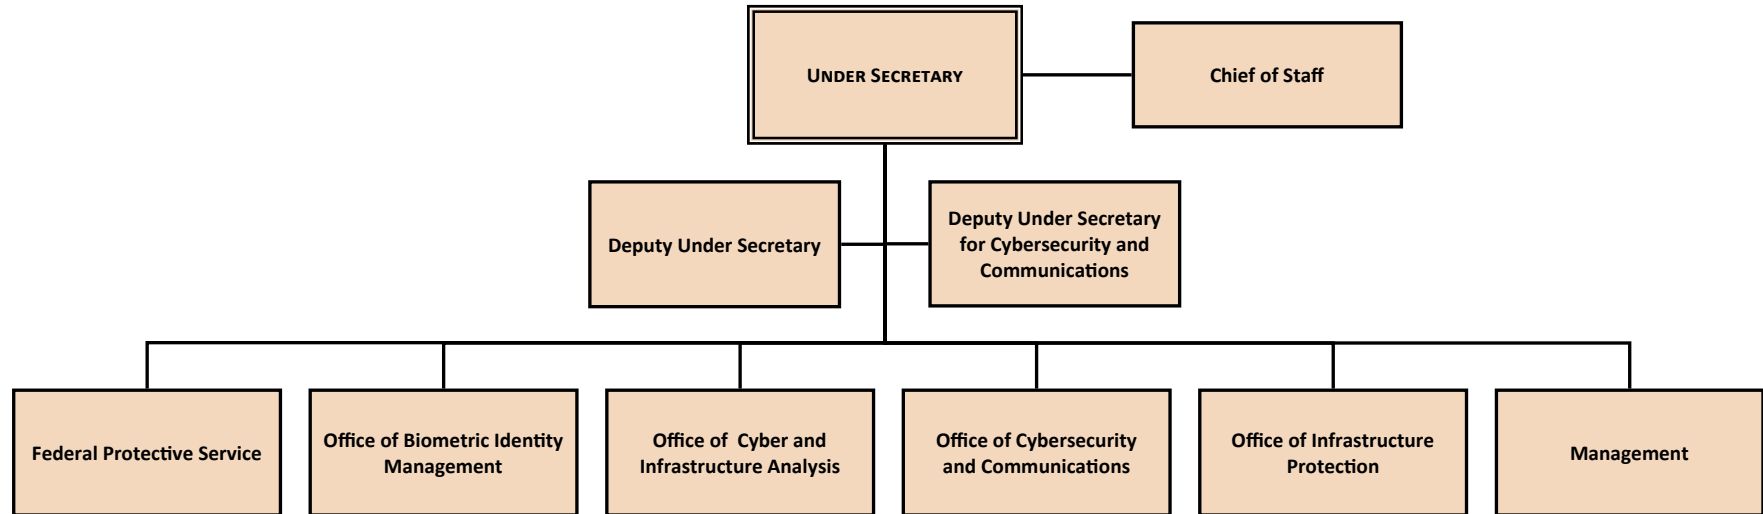 UNDER SECRETARY
Chief of Staff
Deputy Under Secretary
Deputy Under Secretary
for Cybersecurity and
Communications
Federal Protective Service
Office of Biometric Identity
Management
Office of  Cyber and
Infrastructure Analysis
Office of Cybersecurity
and Communications
Office of Infrastructure
Protection
Management